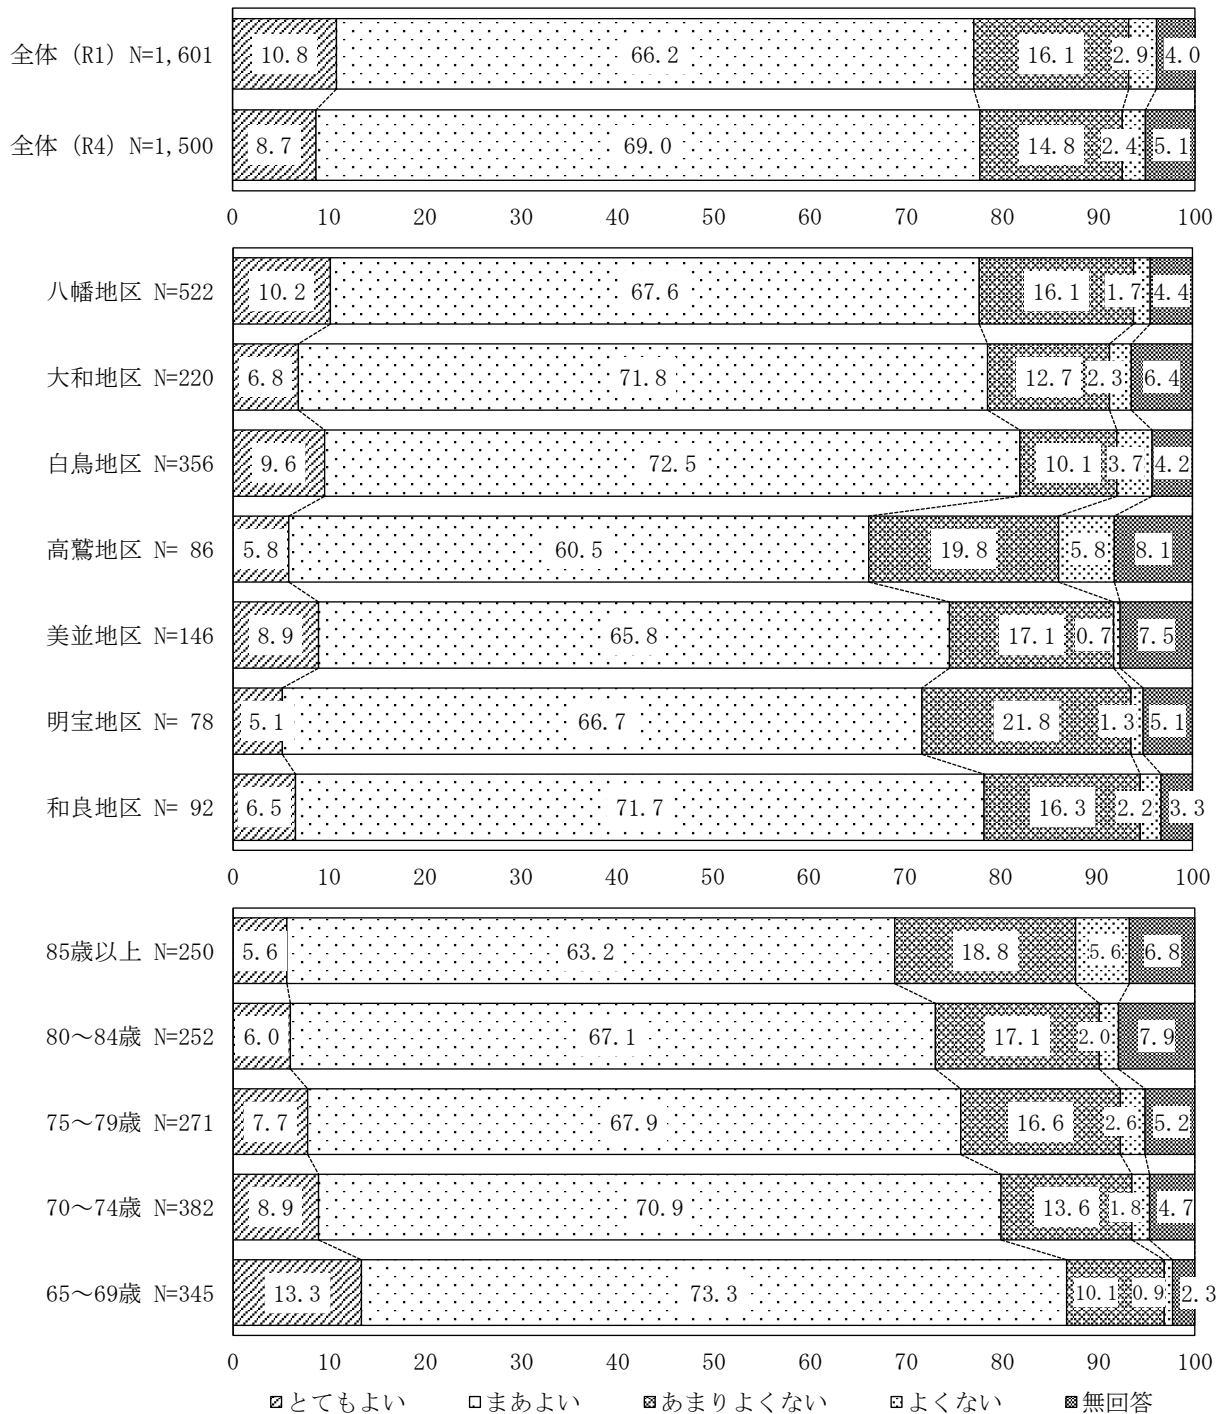 全体（R1）N=1,601 10.8 66.2 16.1 2.9 4.0
全体（R4）N=1,500 8.7 69.0 14.8 2.4 5.1
0 10 20 30 40 50 60 70 80 90 100
八幡地区 N=522 10.2 67.6 16.1 1.7 4.4
大和地区 N=220 6.8 71.8 12.7 2.3 6.4
白鳥地区 N=356 9.6 72.5 10.1 3.7 4.2
高鷲地区 N= 86 5.8 60.5 19.8 5.8 8.1
美並地区 N=146 8.9 65.8 17.1 0.7 7.5
明宝地区 N= 78 5.1 66.7 21.8 1.3 5.1
和良地区 N= 92 6.5 71.7 16.3 2.2 3.3
0 10 20 30 40 50 60 70 80 90 100
85歳以上 N=250 5.6 63.2 18.8 5.6 6.8
80～84歳 N=252 6.0 67.1 17.1 2.0 7.9
75～79歳 N=271 7.7 67.9 16.6 2.6 5.2
70～74歳 N=382 8.9 70.9 13.6 1.8 4.7
65～69歳 N=345 13.3 73.3 10.1 0.9 2.3
0 10 20 30 40 50 60 70 80 90 100
とてもよい まあよい あまりよくない よくない 無回答